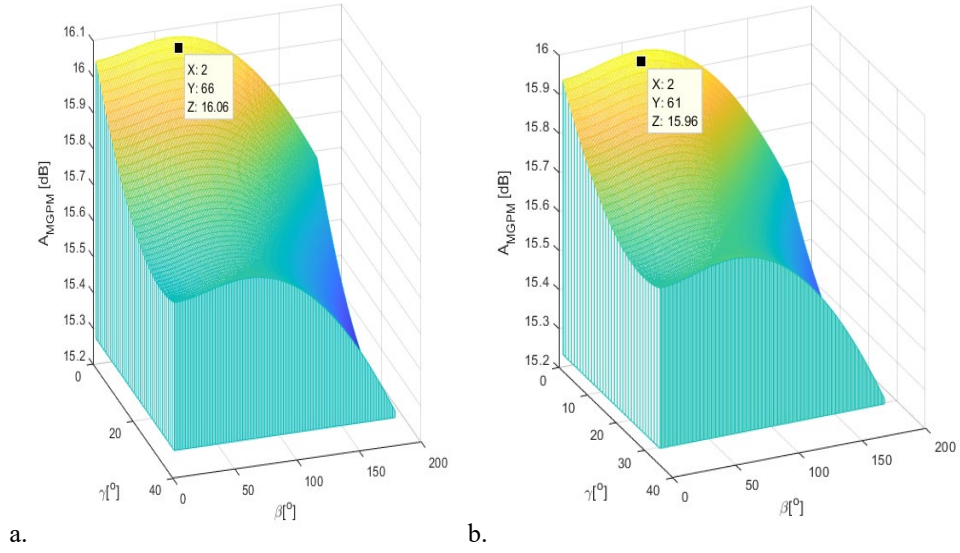 16.1
16
15.9
15.8
15.7
15.6
15.5
15.4
15.3
15.2
A_MGPM [dB]
X: 2
Y: 66
Z: 16.06
0
20
40
γ[°]
0
50
100
150
200
β[°]
a.
16
15.9
15.8
15.7
15.6
15.5
15.4
15.3
15.2
A_MGPM [dB]
X: 2
Y: 61
Z: 15.96
0
10
20
30
40
γ[°]
0
50
100
150
200
β[°]
b.